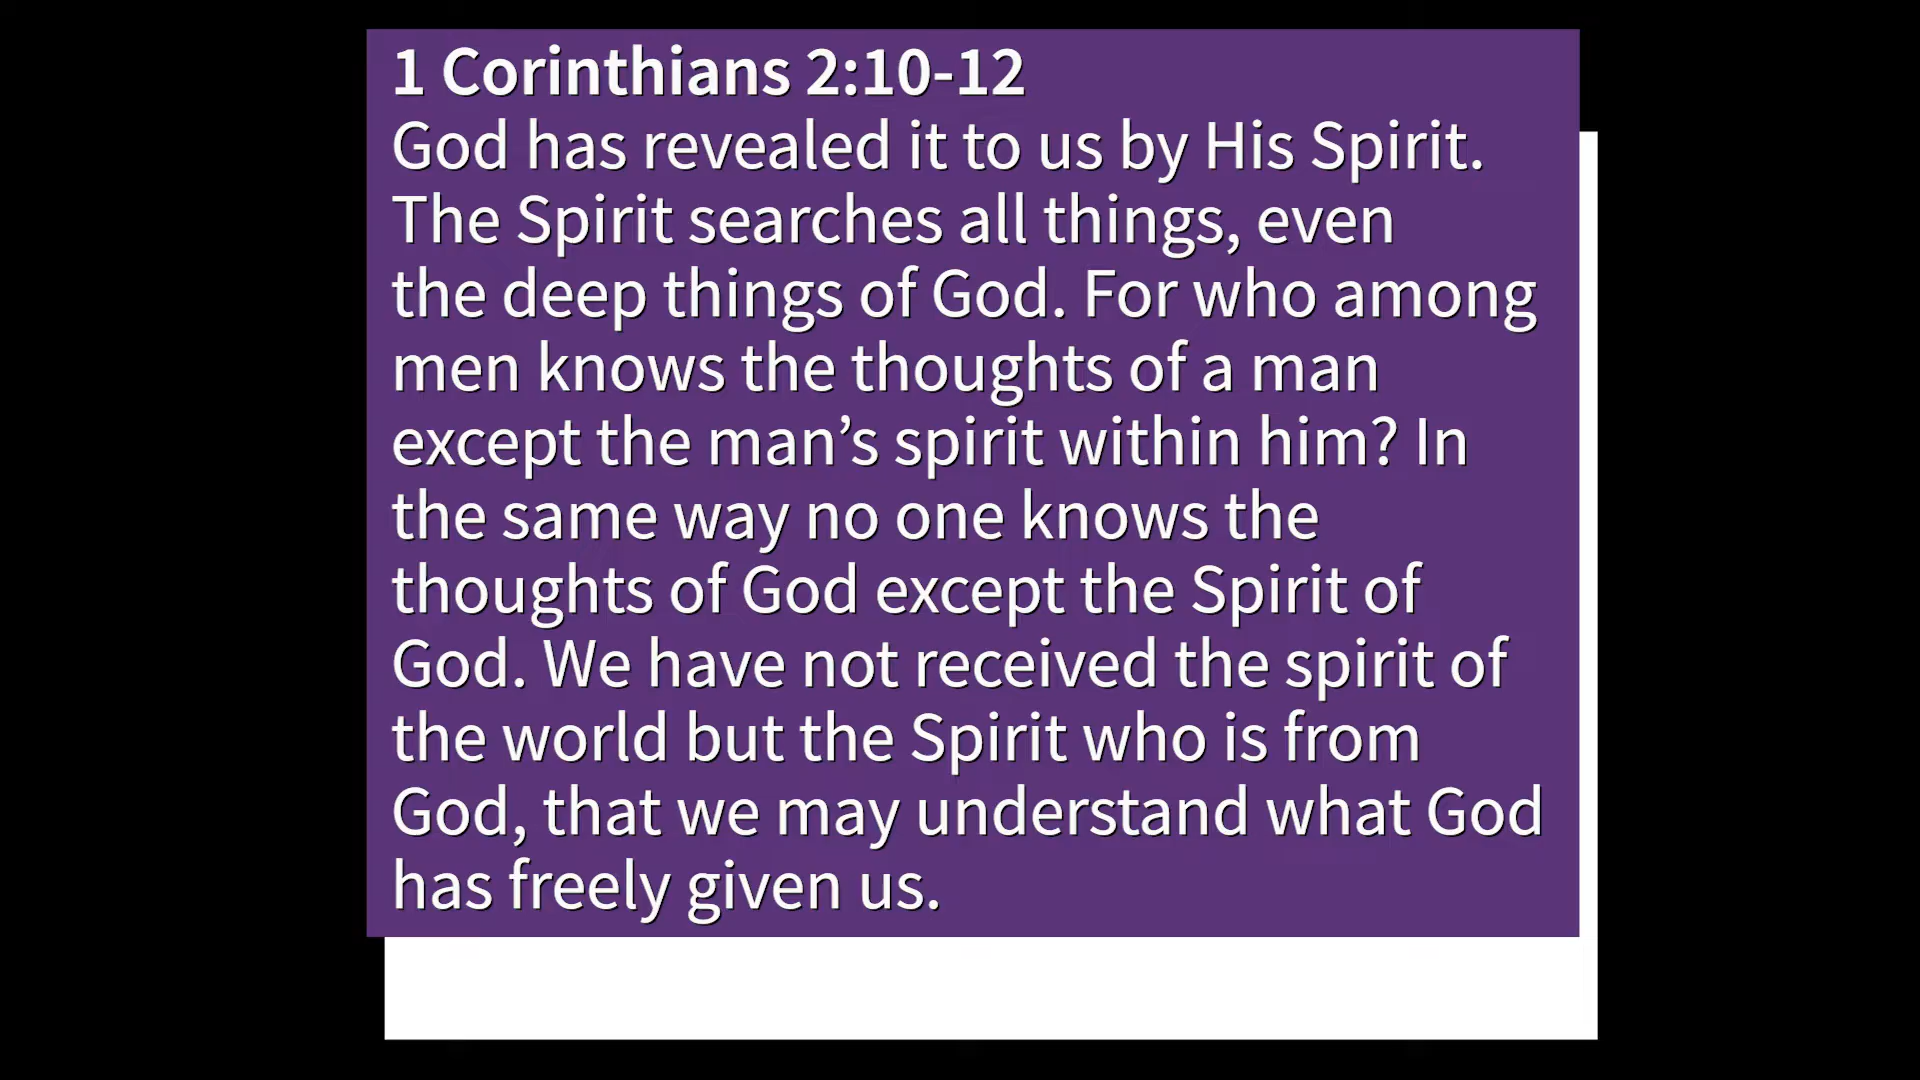 1 Corinthians 2:10-12
God has revealed it to us by His Spirit.
The Spirit searches all things, even
the deep things of God. For who among
men knows the thoughts of a man
except the man’s spirit within him? In
the same way no one knows the
thoughts of God except the Spirit of
God. We have not received the spirit of
the world but the Spirit who is from
God, that we may understand what God
has freely given us.